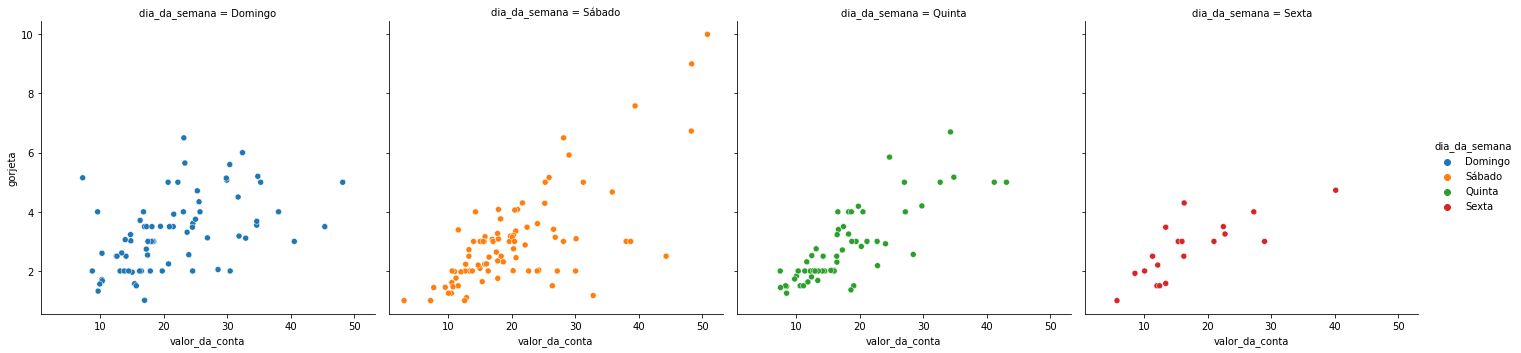 dia_da_semana = Domingo
dia_da_semana = Sábado
dia_da_semana = Quinta
dia_da_semana = Sexta
gorjeta
10
8
6
4
2
10 20 30 40 50
10 20 30 40 50
10 20 30 40 50
10 20 30 40 50
valor_da_conta
valor_da_conta
valor_da_conta
valor_da_conta
dia_da_semana
Domingo
Sábado
Quinta
Sexta